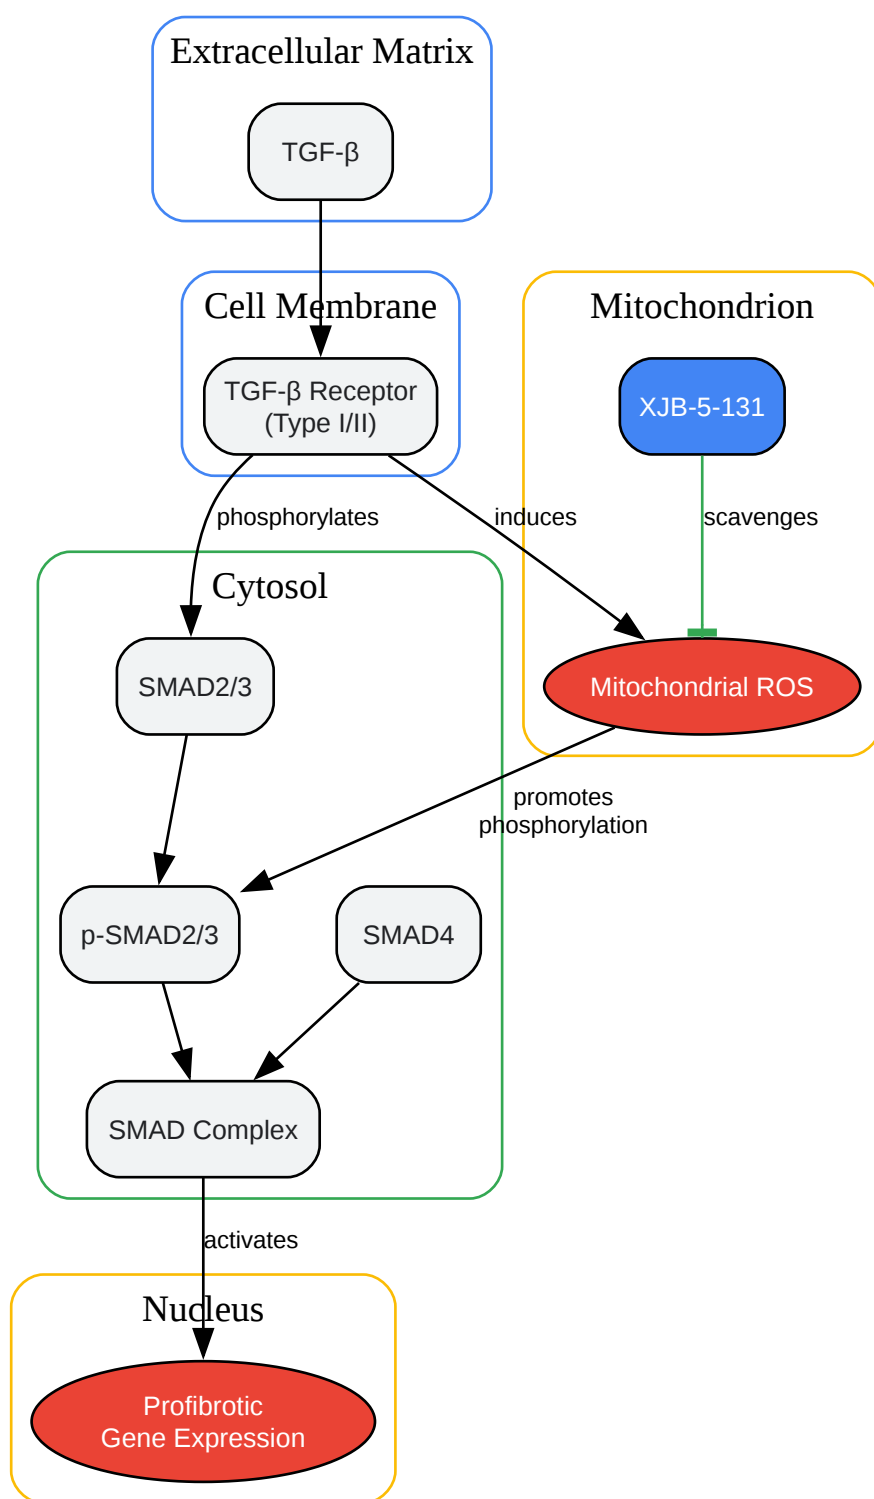 Extracellular Matrix
TGF-β
Cell Membrane
Mitochondrion
TGF-β Receptor
(Type I/II)
XJB-5-131
phosphorylates
induces
scavenges
Cytosol
SMAD2/3
Mitochondrial ROS
promotes
phosphorylation
p-SMAD2/3
SMAD4
SMAD Complex
activates
Nucleus
Profibrotic
Gene Expression